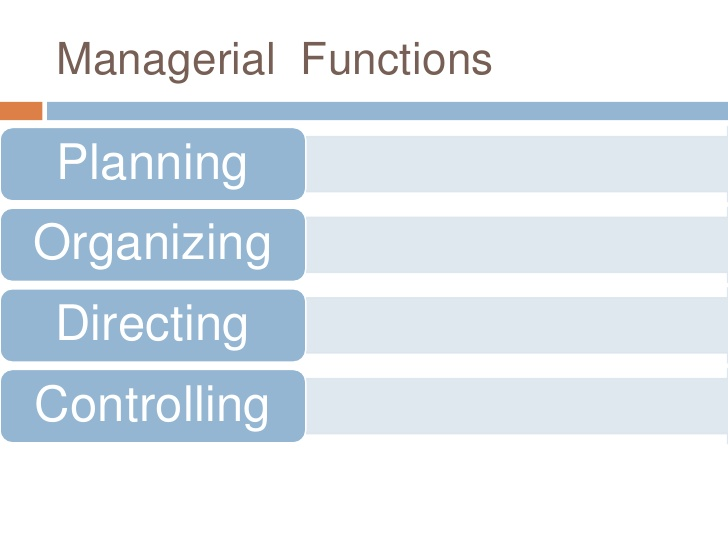 Managerial Functions
Planning
Organizing
Directing
Controlling